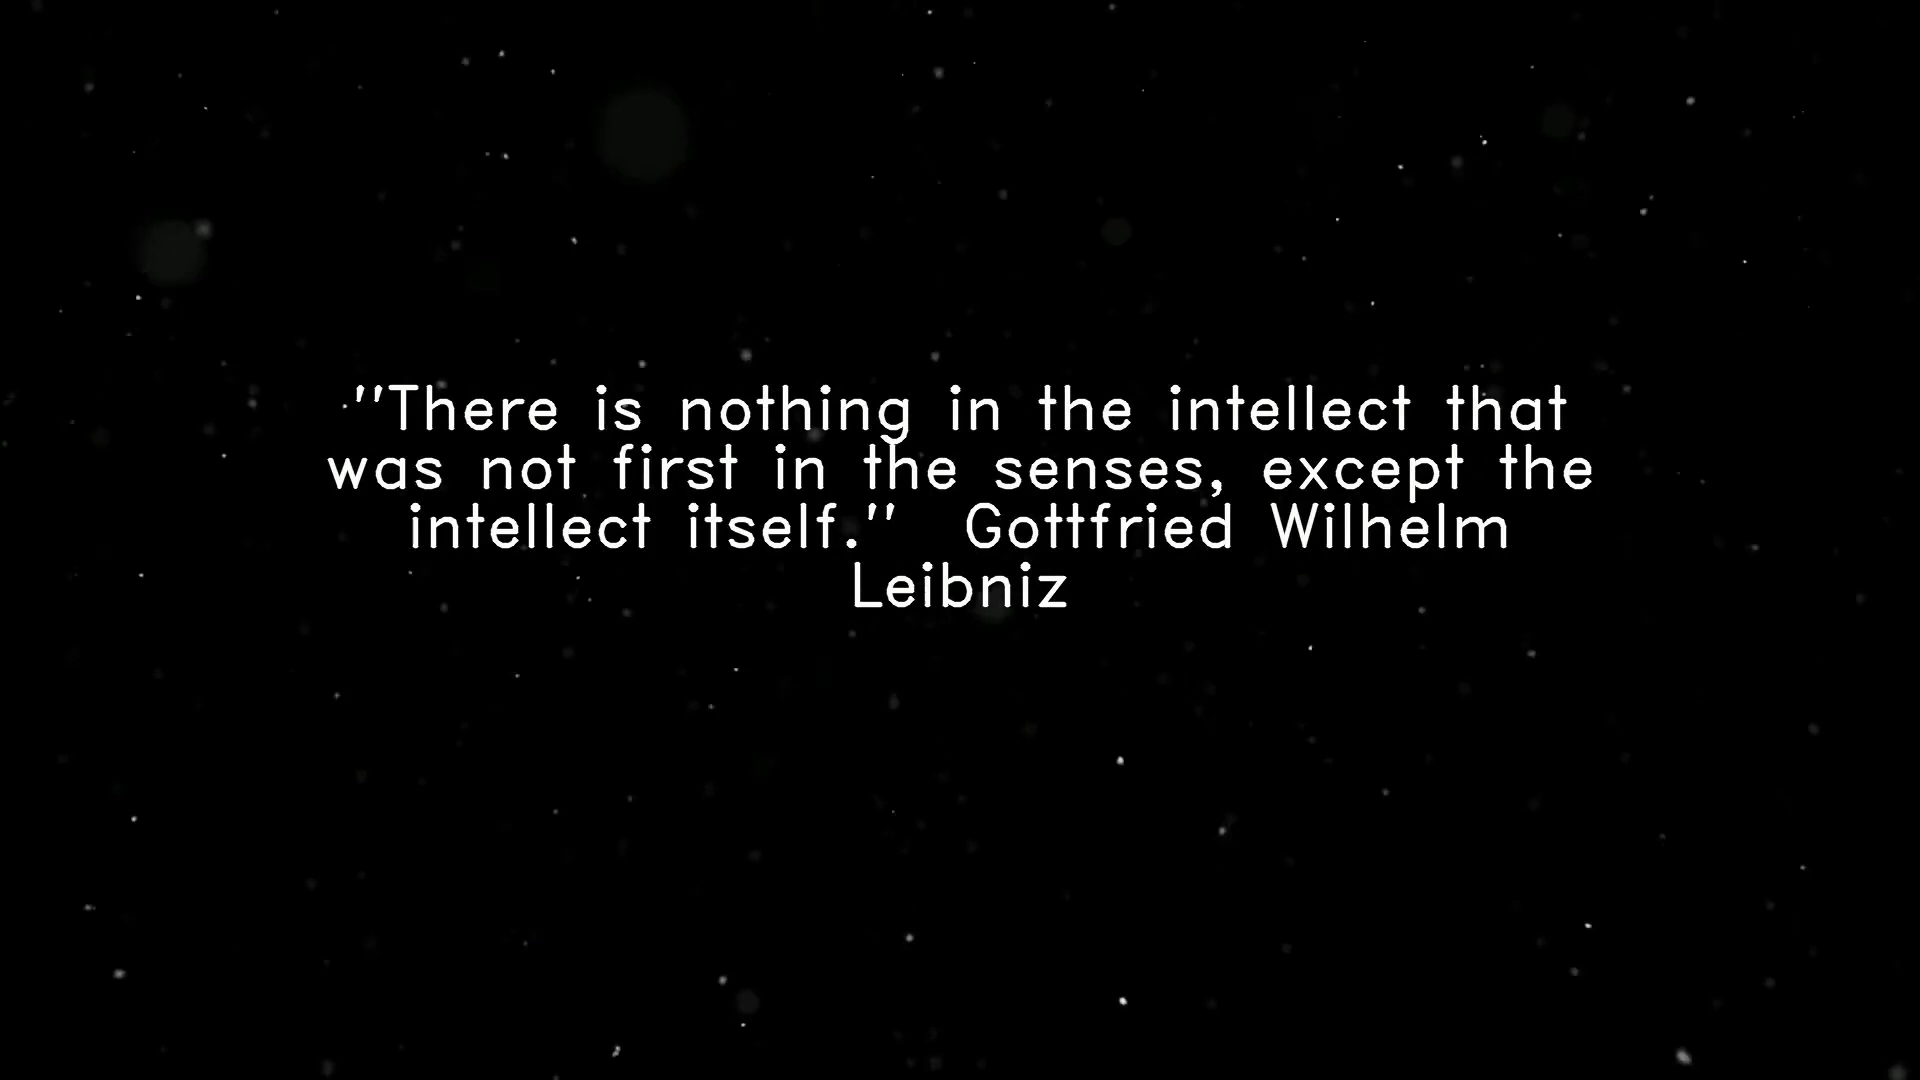 "There is nothing in the intellect that
was not first in the senses, except the
intellect itself."  Gottfried Wilhelm
Leibniz